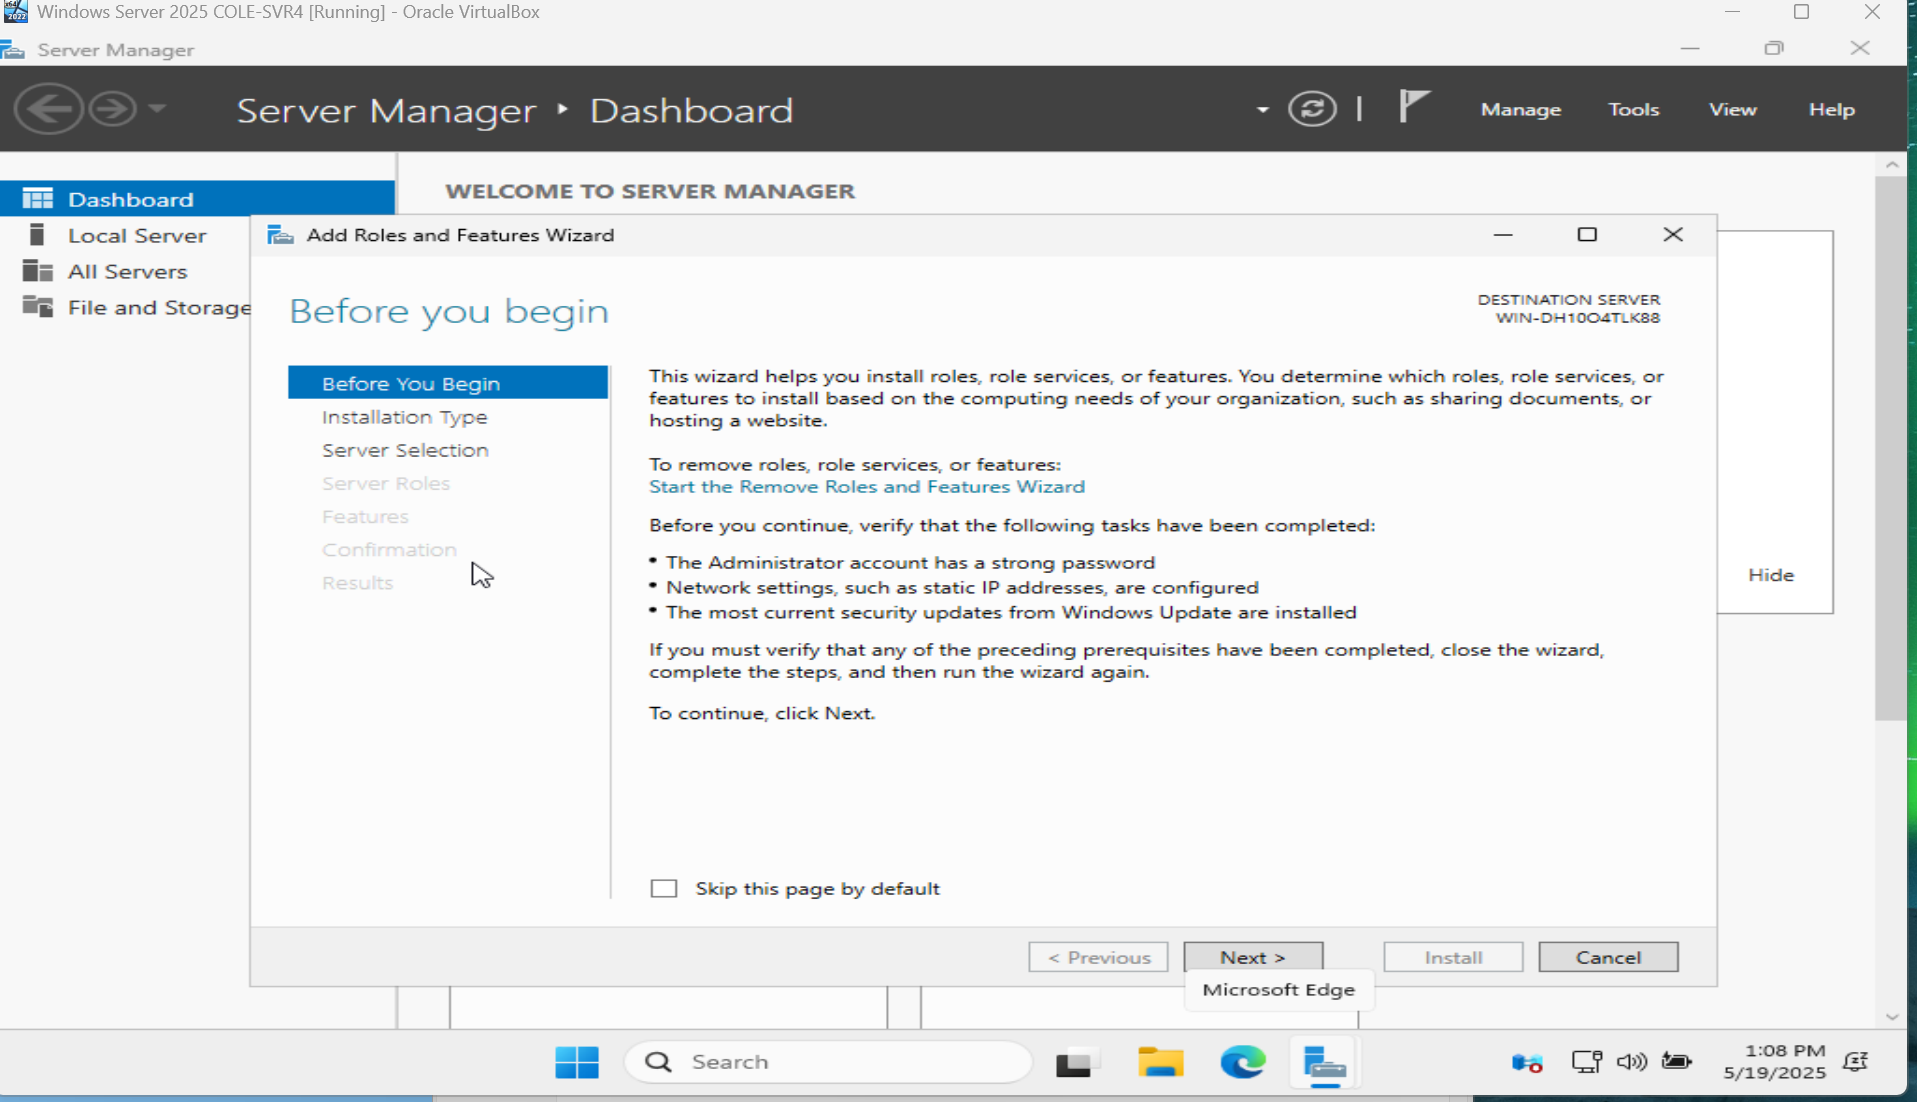 Windows Server 2025 COLE-SVR4 [Running] - Oracle VirtualBox
Server Manager
Server Manager ‣ Dashboard
Manage
Tools
View
Help
Dashboard
Local Server
All Servers
File and Storage
WELCOME TO SERVER MANAGER
Add Roles and Features Wizard
Before you begin
DESTINATION SERVER
WIN-DH10O4TLK88
Before You Begin
Installation Type
Server Selection
Server Roles
Features
Confirmation
Results
This wizard helps you install roles, role services, or features. You determine which roles, role services, or
features to install based on the computing needs of your organization, such as sharing documents, or
hosting a website.
To remove roles, role services, or features:
Start the Remove Roles and Features Wizard
Before you continue, verify that the following tasks have been completed:
• The Administrator account has a strong password
• Network settings, such as static IP addresses, are configured
• The most current security updates from Windows Update are installed
If you must verify that any of the preceding prerequisites have been completed, close the wizard,
complete the steps, and then run the wizard again.
To continue, click Next.
Skip this page by default
Hide
< Previous
Next >
Install
Cancel
Microsoft Edge
Search
1:08 PM
5/19/2025